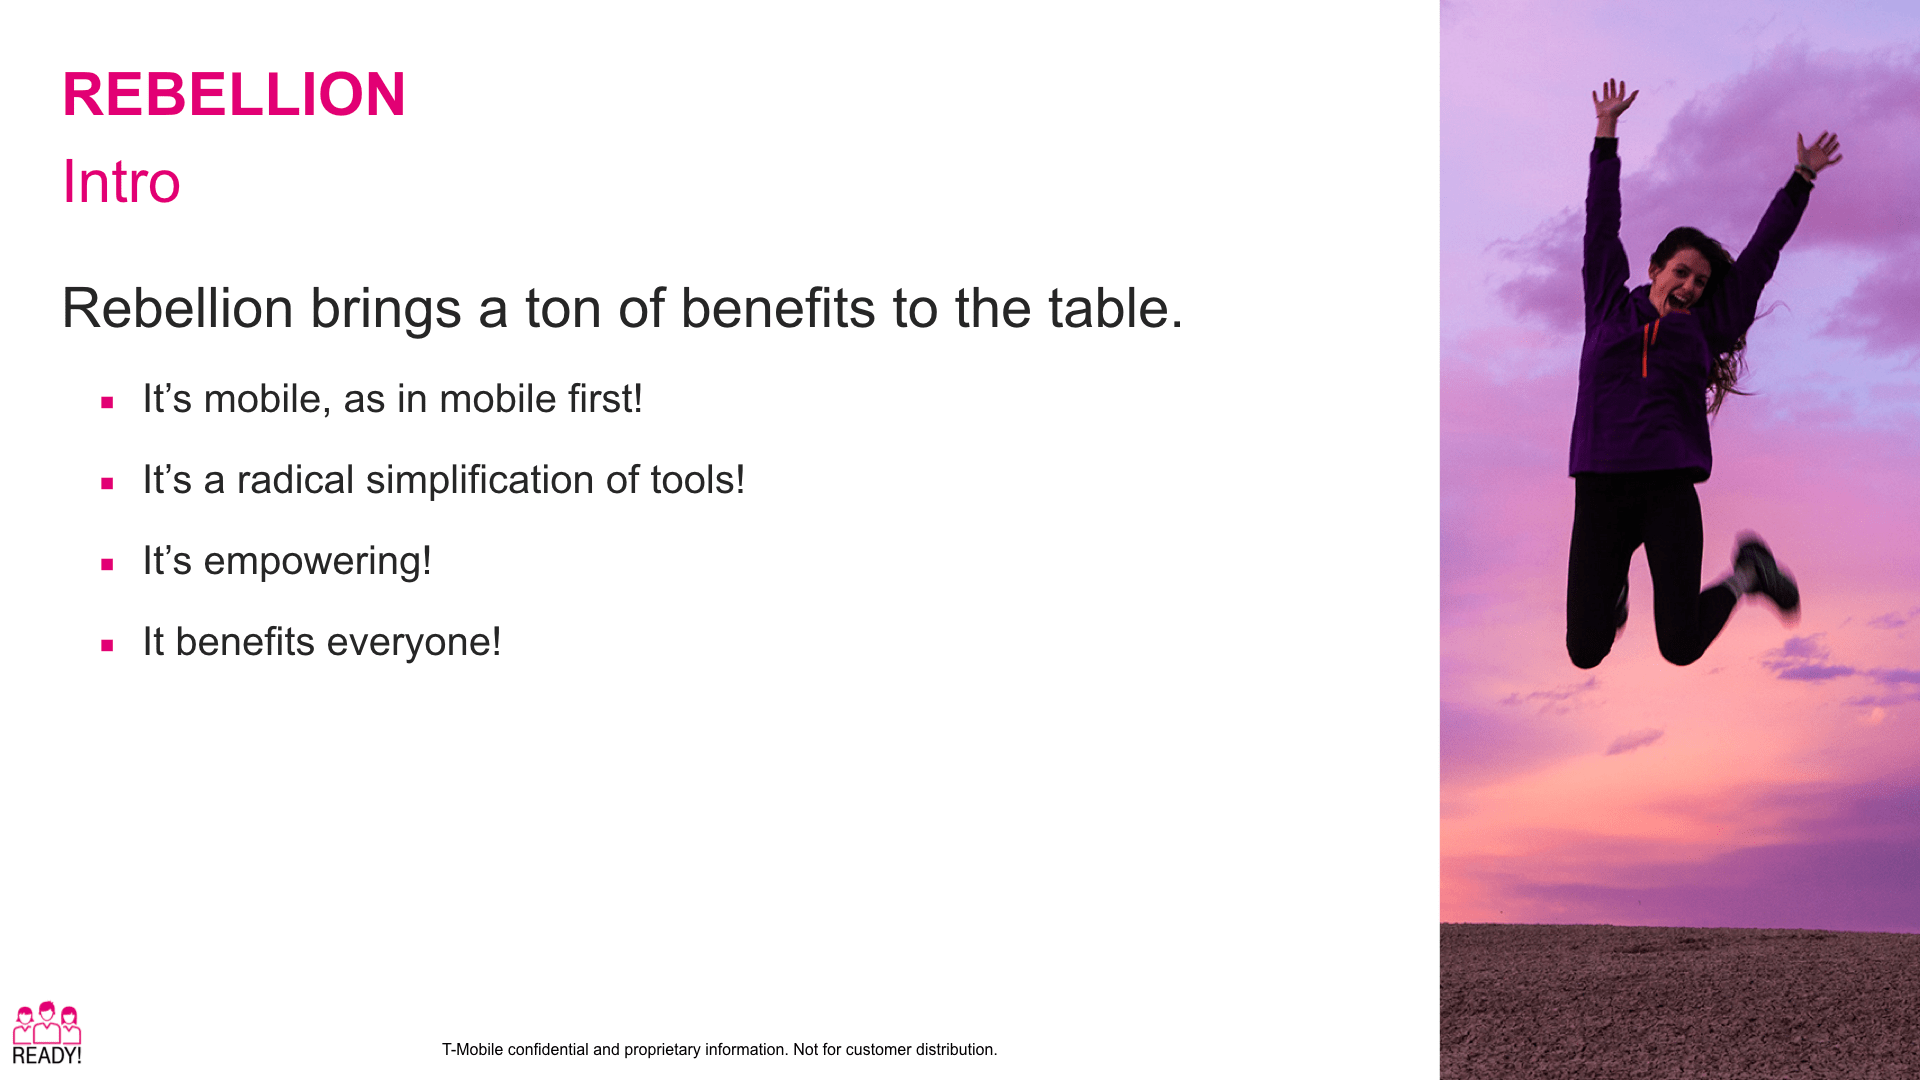 REBELLION
Intro
Rebellion brings a ton of benefits to the table.
It’s mobile, as in mobile first!
It’s a radical simplification of tools!
It’s empowering!
It benefits everyone!
READY!
T-Mobile confidential and proprietary information. Not for customer distribution.